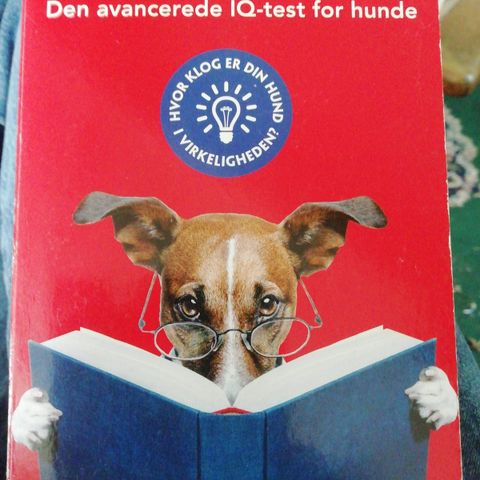 Den avancerede IQ-test for hunde
HVOR KLOG ER DIN HUND
I VIRKELIGHEDEN?